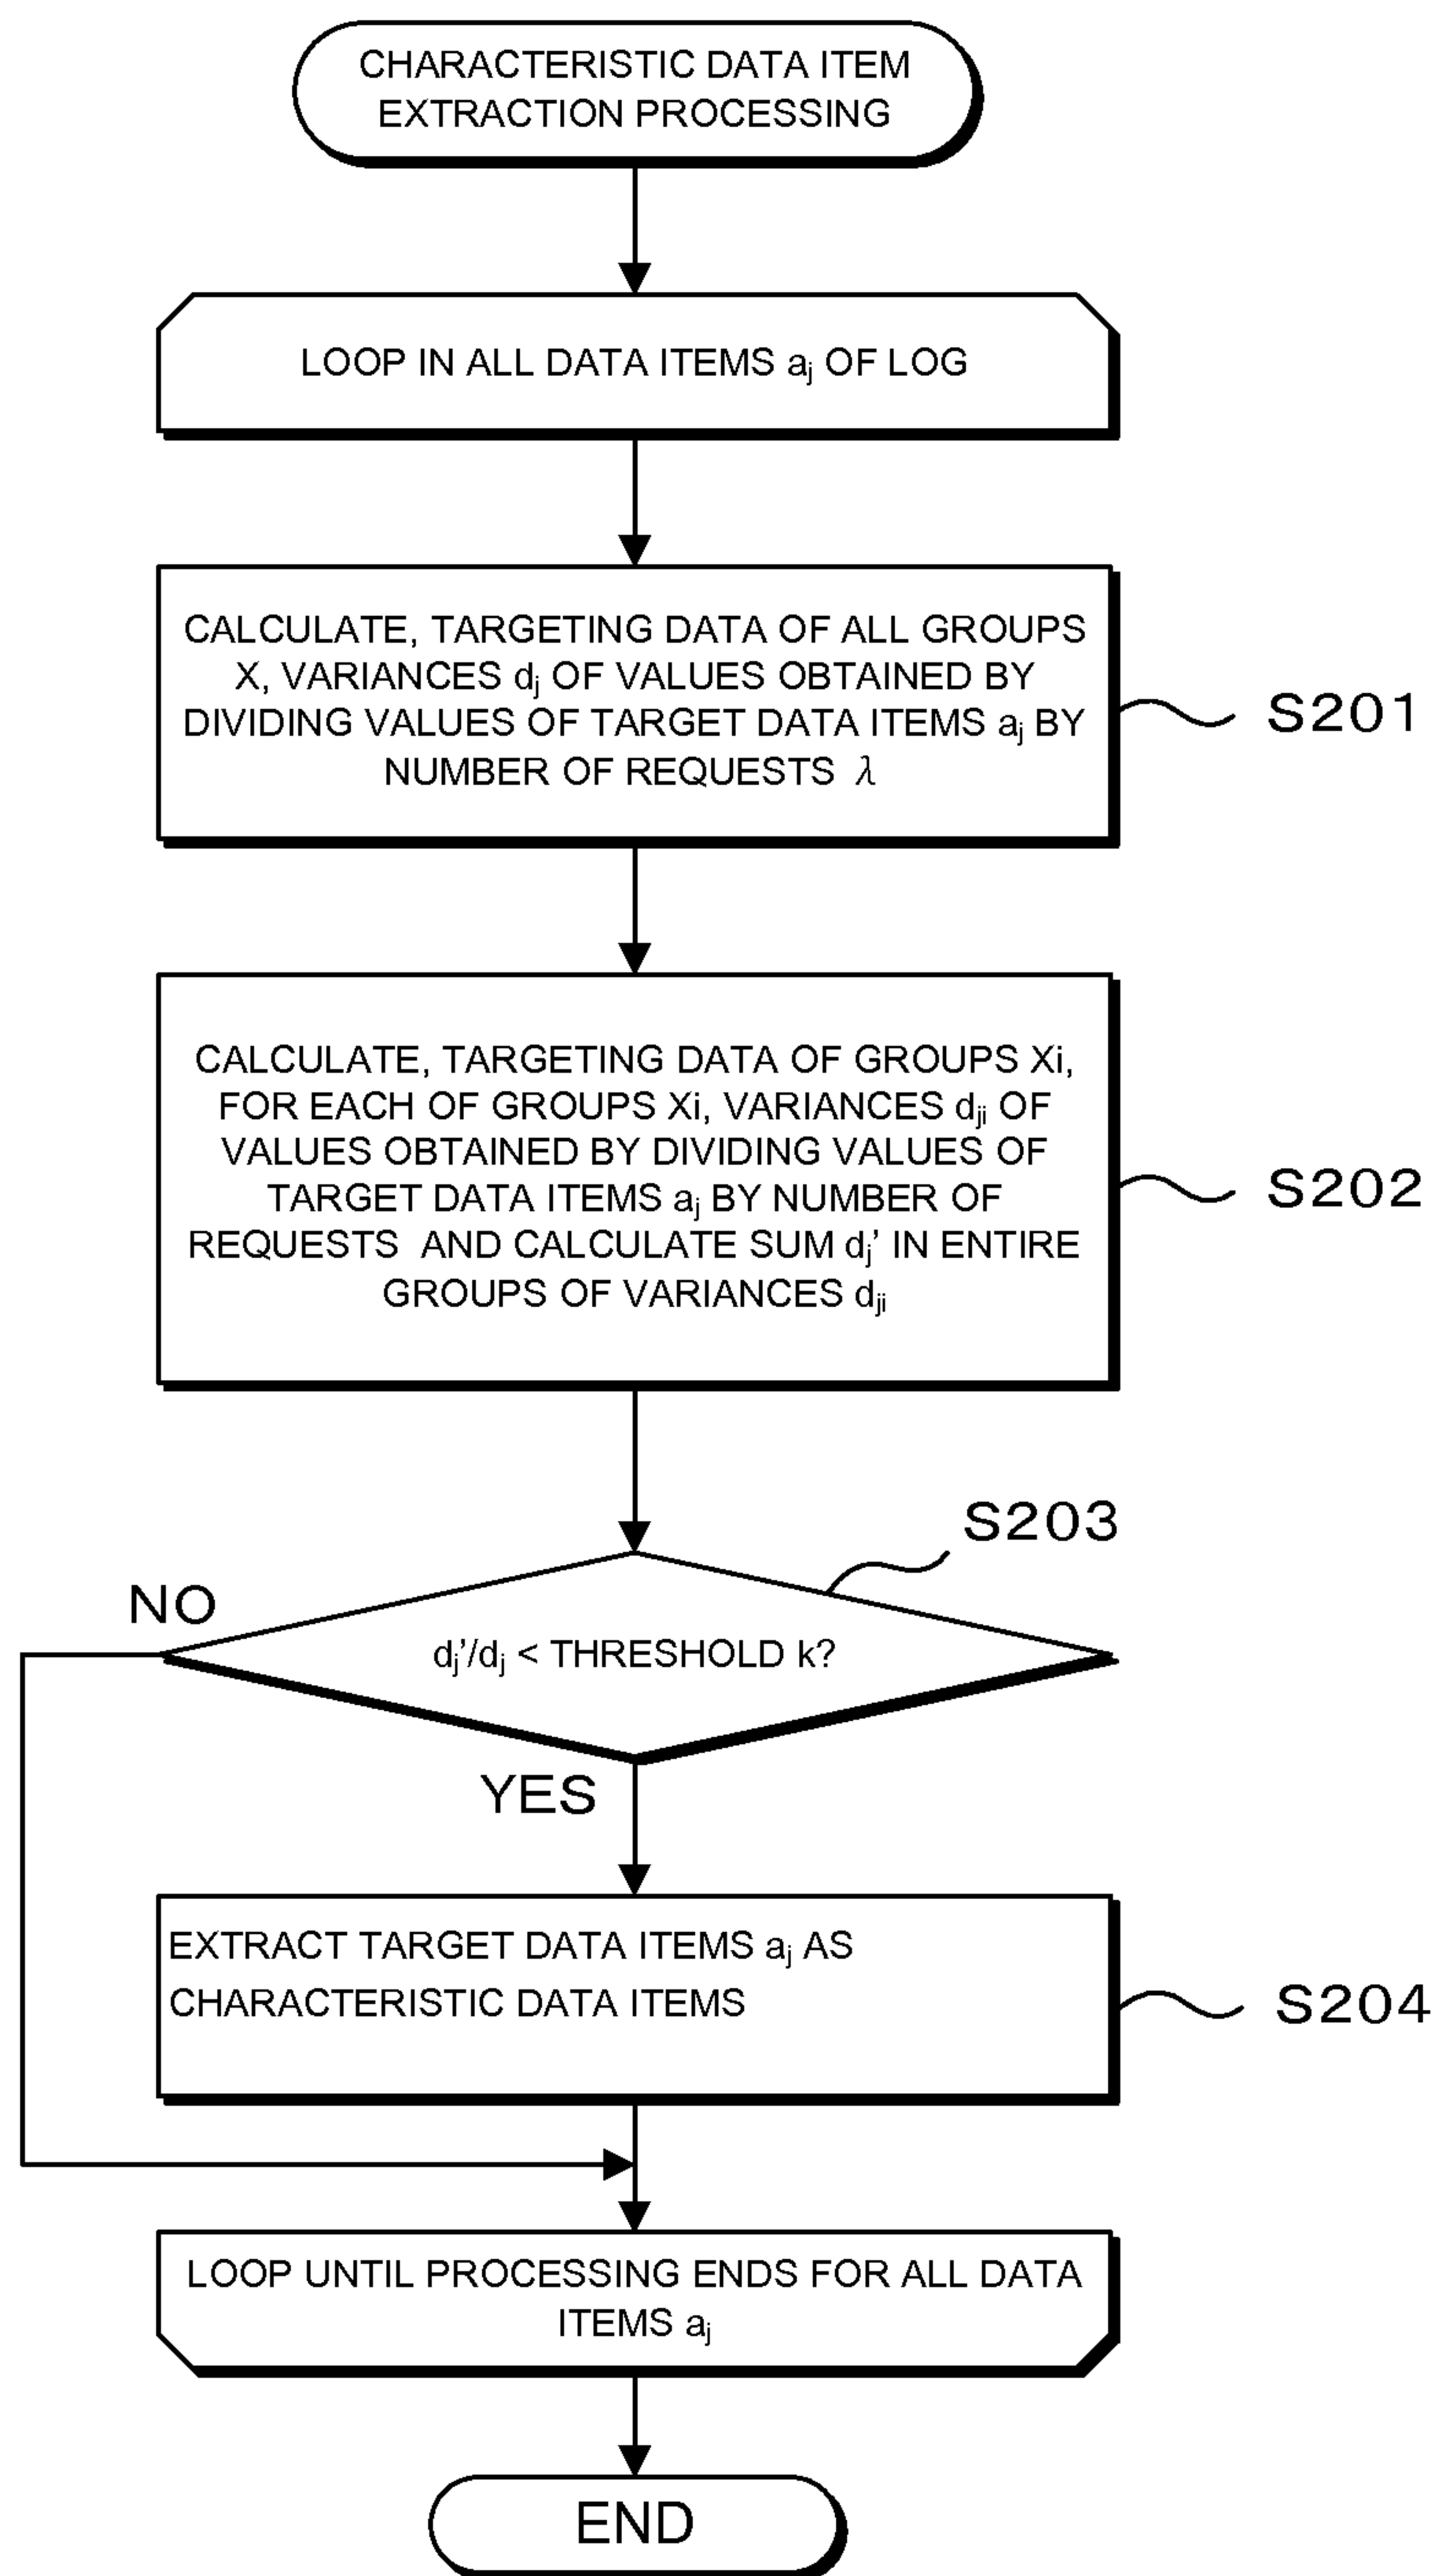 CHARACTERISTIC DATA ITEM
EXTRACTION PROCESSING
LOOP IN ALL DATA ITEMS aj OF LOG
CALCULATE, TARGETING DATA OF ALL GROUPS
X, VARIANCES dj OF VALUES OBTAINED BY
DIVIDING VALUES OF TARGET DATA ITEMS aj BY
NUMBER OF REQUESTS λ
S201
CALCULATE, TARGETING DATA OF GROUPS Xi,
FOR EACH OF GROUPS Xi, VARIANCES dji OF
VALUES OBTAINED BY DIVIDING VALUES OF
TARGET DATA ITEMS aj BY NUMBER OF
REQUESTS AND CALCULATE SUM dj' IN ENTIRE
GROUPS OF VARIANCES dji
S202
S203
NO
dj'/dj < THRESHOLD k?
YES
EXTRACT TARGET DATA ITEMS aj AS
CHARACTERISTIC DATA ITEMS
S204
LOOP UNTIL PROCESSING ENDS FOR ALL DATA
ITEMS aj
END